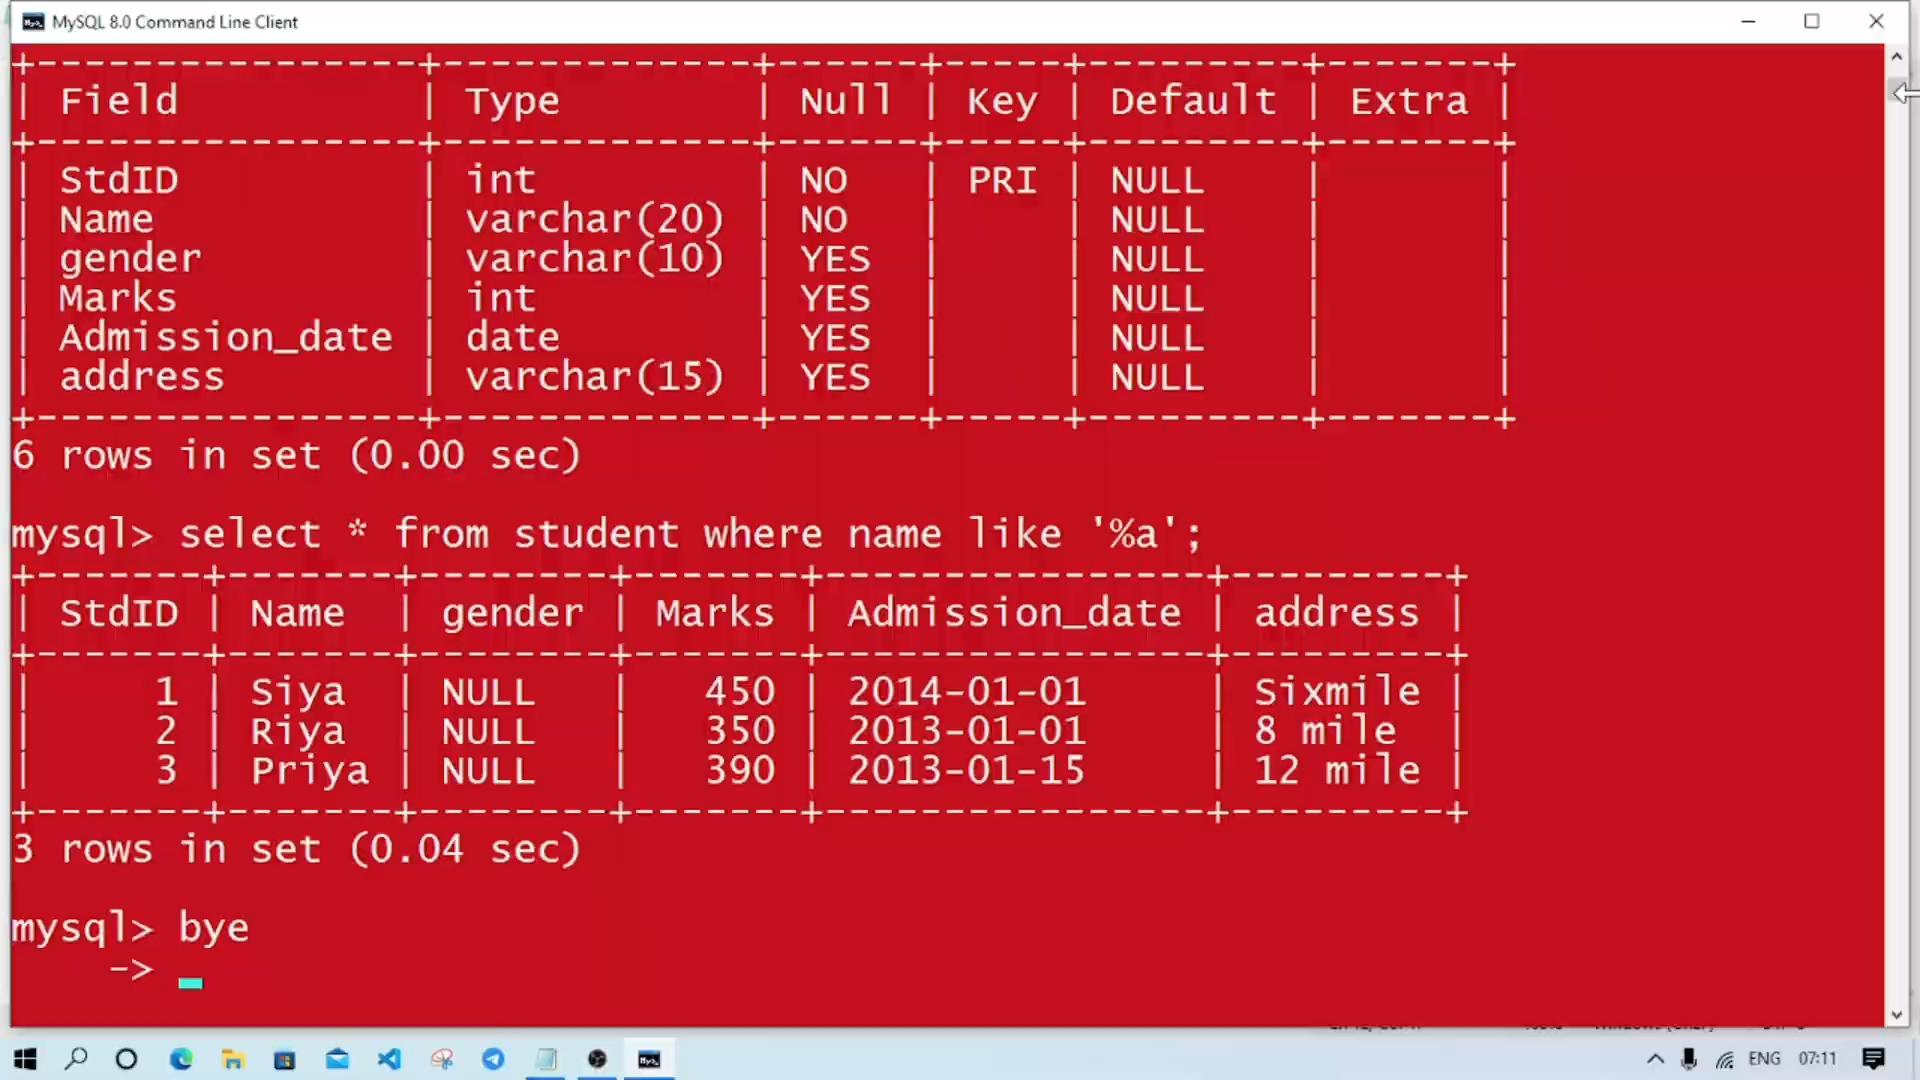 MySQL 8.0 Command Line Client
+----------------+-------------+------+-----+---------+-------+
| Field          | Type        | Null | Key | Default | Extra |
+----------------+-------------+------+-----+---------+-------+
| StdID          | int         | NO   | PRI | NULL    |       |
| Name           | varchar(20) | NO   |     | NULL    |       |
| gender         | varchar(10) | YES  |     | NULL    |       |
| Marks          | int         | YES  |     | NULL    |       |
| Admission_date | date        | YES  |     | NULL    |       |
| address        | varchar(15) | YES  |     | NULL    |       |
+----------------+-------------+------+-----+---------+-------+
6 rows in set (0.00 sec)
mysql> select * from student where name like '%a';
+-------+-------+--------+-------+----------------+---------+
| StdID | Name  | gender | Marks | Admission_date | address |
+-------+-------+--------+-------+----------------+---------+
|     1 | Siya  | NULL   |   450 | 2014-01-01     | Sixmile |
|     2 | Riya  | NULL   |   350 | 2013-01-01     | 8 mile  |
|     3 | Priya | NULL   |   390 | 2013-01-15     | 12 mile |
+-------+-------+--------+-------+----------------+---------+
3 rows in set (0.04 sec)
mysql> bye
    ->
ENG 07:11